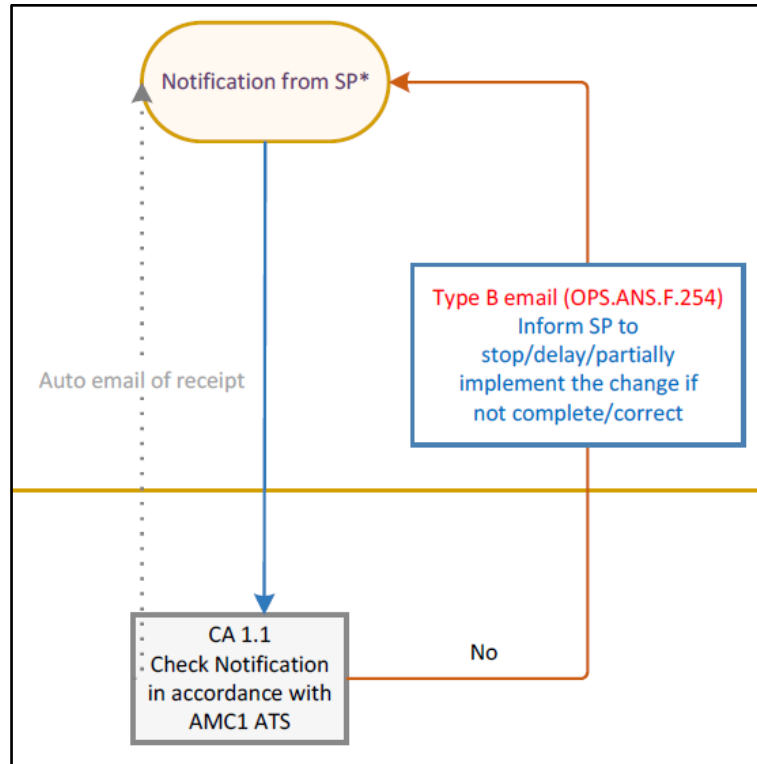 Notification from SP*
Type B email (OPS.ANS.F.254)
Inform SP to
stop/delay/partially
implement the change if
not complete/correct
Auto email of receipt
CA 1.1
Check Notification
in accordance with
AMC1 ATS
No